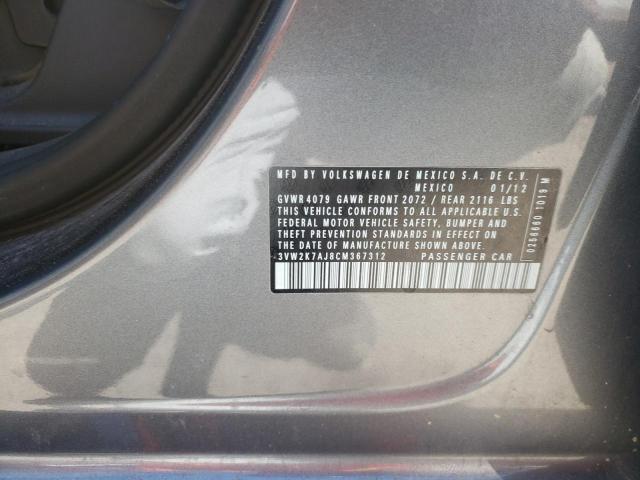 MFD BY VOLKSWAGEN DE MEXICO S.A. DE C.V.
MEXICO 01/12
GVWR 4079 GAWR FRONT 2072 / REAR 2116 LBS
THIS VEHICLE CONFORMS TO ALL APPLICABLE U.S.
FEDERAL MOTOR VEHICLE SAFETY, BUMPER AND
THEFT PREVENTION STANDARDS IN EFFECT
ON THE DATE OF MANUFACTURE SHOWN ABOVE
3VW2K7AJ8CM367312 PASSENGER CAR
0266660 1019 M